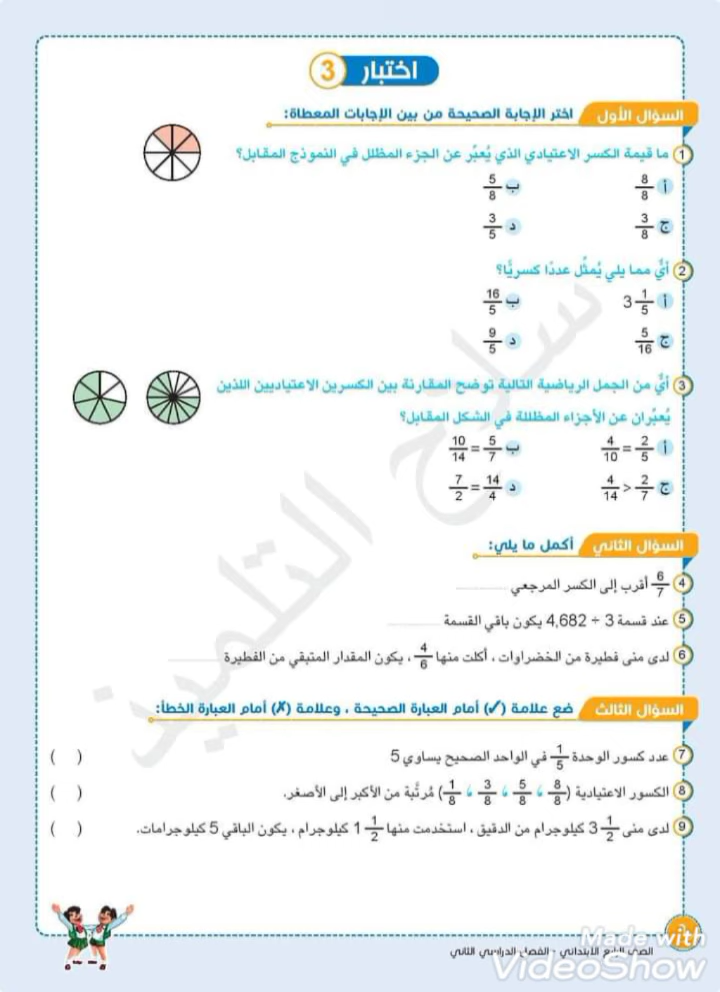 اختبار 3
السؤال الأول اختر الإجابة الصحيحة من بين الإجابات المعطاة:
1 ما قيمة الكسر الاعتيادي الذي يُعبِّر عن الجزء المظلل في النموذج المقابل؟
أ 8/8 ب 5/8
ج 3/8 د 3/5
2 أيٌّ مما يلي يُمثِّل عددًا كسريًّا؟
أ 3 1/5 ب 16/5
ج 5/16 د 9/5
3 أيٌّ من الجمل الرياضية التالية توضح المقارنة بين الكسرين الاعتياديين اللذين
يُعبِّران عن الأجزاء المظللة في الشكل المقابل؟
أ 4/10 = 2/5 ب 10/14 = 5/7
ج 4/14 > 2/7 د 7/2 = 14/4
السؤال الثاني أكمل ما يلي:
4 6/7 أقرب إلى الكسر المرجعي ..........
5 عند قسمة 3 ÷ 4,682 يكون باقي القسمة ..........
6 لدى منى فطيرة من الخضراوات ، أكلت منها 4/6 ، يكون المقدار المتبقي من الفطيرة ..........
السؤال الثالث ضع علامة (✓) أمام العبارة الصحيحة ، وعلامة (✗) أمام العبارة الخطأ:
7 عدد كسور الوحدة 1/5 في الواحد الصحيح يساوي 5 ( )
8 الكسور الاعتيادية (8/8 ، 5/8 ، 3/8 ، 1/8) مُرتَّبة من الأكبر إلى الأصغر. ( )
9 لدى منى 3 1/2 كيلوجرام من الدقيق ، استخدمت منها 1 1/2 كيلوجرام ، يكون الباقي 5 كيلوجرامات. ( )
سلاح التلميذ
الصف الرابع الابتدائي - الفصل الدراسي الثاني
Made with
VideoShow